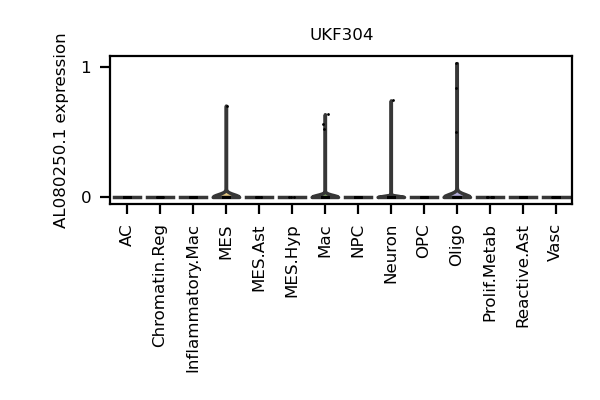 UKF304
AL080250.1 expression
1
0
AC
Chromatin.Reg
Inflammatory.Mac
MES
MES.Ast
MES.Hyp
Mac
NPC
Neuron
OPC
Oligo
Prolif.Metab
Reactive.Ast
Vasc